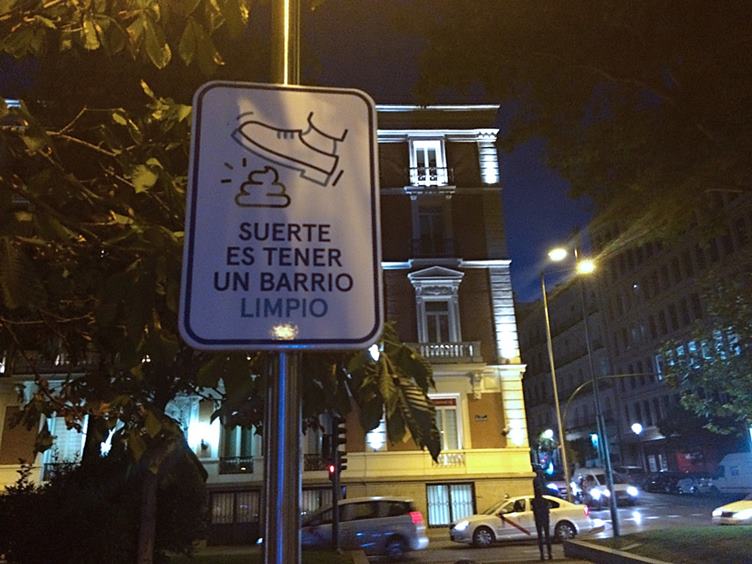 SUERTE
ES TENER
UN BARRIO
LIMPIO